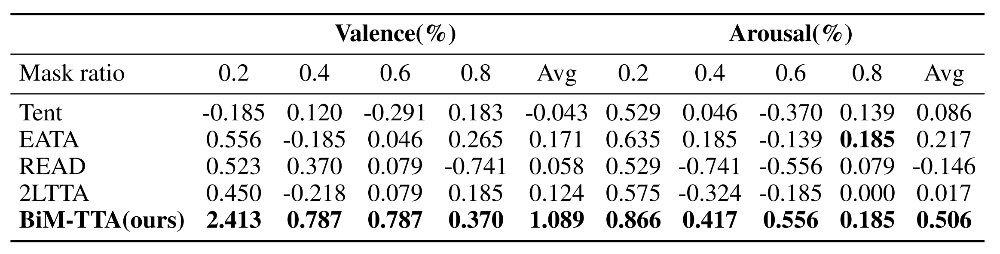 Valence(%) Arousal(%)
Mask ratio 0.2 0.4 0.6 0.8 Avg 0.2 0.4 0.6 0.8 Avg
Tent -0.185 0.120 -0.291 0.183 -0.043 0.529 0.046 -0.370 0.139 0.086
EATA 0.556 -0.185 0.046 0.265 0.171 0.635 0.185 -0.139 0.185 0.217
READ 0.523 0.370 0.079 -0.741 0.058 0.529 -0.741 -0.556 0.079 -0.146
2LTTA 0.450 -0.218 0.079 0.185 0.124 0.575 -0.324 -0.185 0.000 0.017
BiM-TTA(ours) 2.413 0.787 0.787 0.370 1.089 0.866 0.417 0.556 0.185 0.506